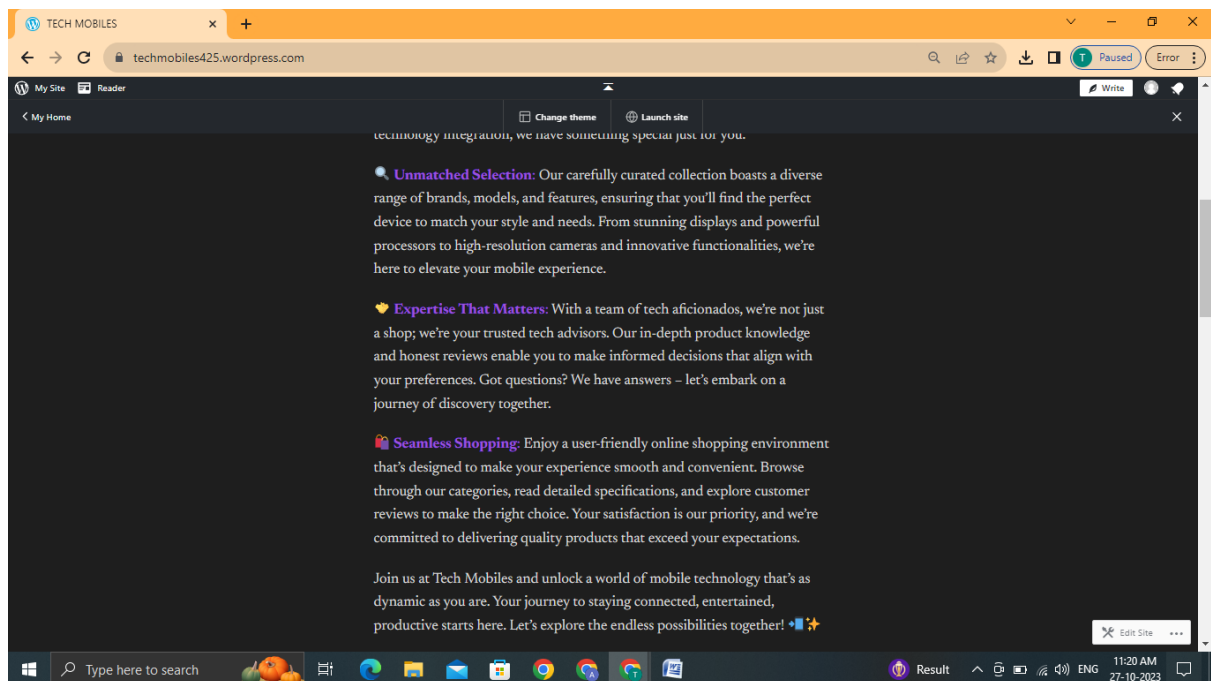 TECH MOBILES
techmobiles425.wordpress.com
T
Paused
Error
My Site
Reader
Write
My Home
Change theme
Launch site
technology integration, we have something special just for you.
Unmatched Selection: Our carefully curated collection boasts a diverse
range of brands, models, and features, ensuring that you’ll find the perfect
device to match your style and needs. From stunning displays and powerful
processors to high-resolution cameras and innovative functionalities, we’re
here to elevate your mobile experience.
Expertise That Matters: With a team of tech aficionados, we’re not just
a shop; we’re your trusted tech advisors. Our in-depth product knowledge
and honest reviews enable you to make informed decisions that align with
your preferences. Got questions? We have answers – let’s embark on a
journey of discovery together.
Seamless Shopping: Enjoy a user-friendly online shopping environment
that’s designed to make your experience smooth and convenient. Browse
through our categories, read detailed specifications, and explore customer
reviews to make the right choice. Your satisfaction is our priority, and we’re
committed to delivering quality products that exceed your expectations.
Join us at Tech Mobiles and unlock a world of mobile technology that’s as
dynamic as you are. Your journey to staying connected, entertained,
productive starts here. Let’s explore the endless possibilities together!
Edit Site
Type here to search
Result
ENG
11:20 AM
27-10-2023